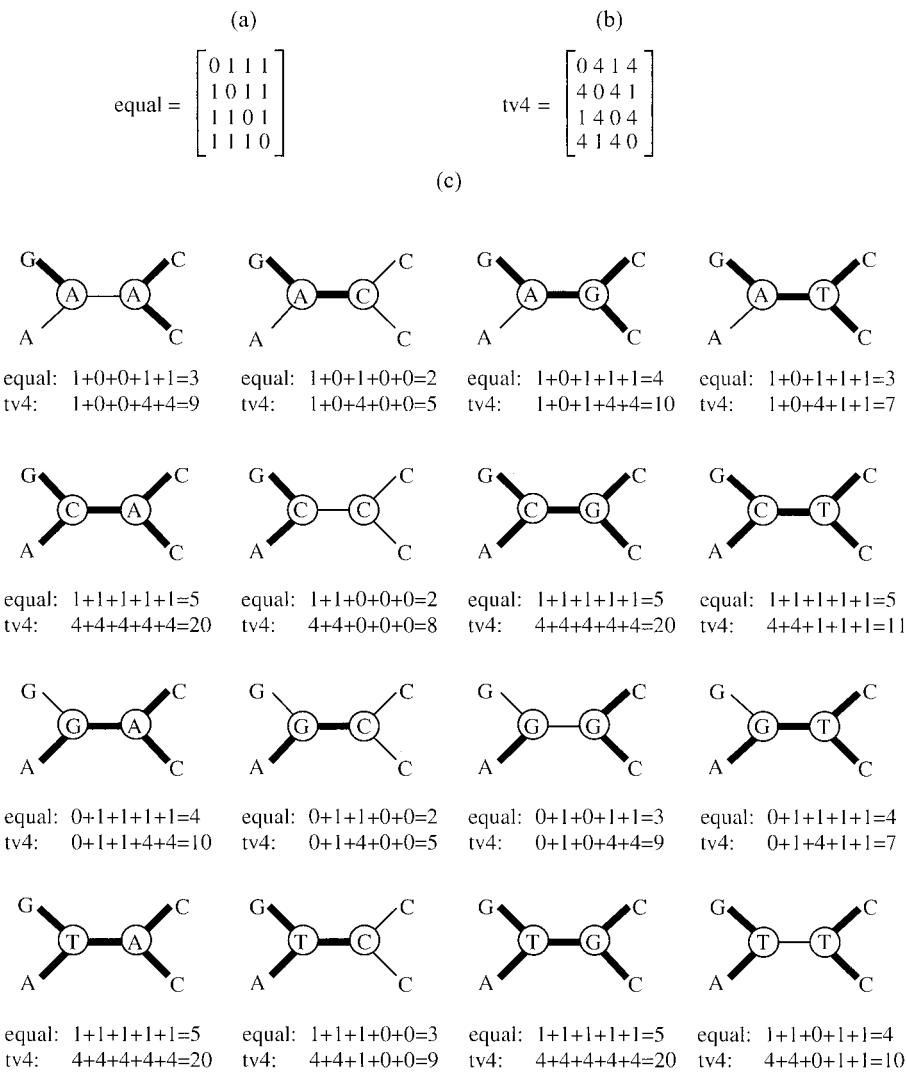 (a) (b)
equal = [0 1 1 1 tv4 = [0 4 1 4
1 0 1 1 4 0 4 1
1 1 0 1 1 4 0 4
1 1 1 0] 4 1 4 0]
(c)
G C G C G C G C
A A A C A G A T
A C A C A C A C
equal: 1+0+0+1+1=3 equal: 1+0+1+0+0=2 equal: 1+0+1+1+1=4 equal: 1+0+1+1+1=3
tv4: 1+0+0+4+4=9 tv4: 1+0+4+0+0=5 tv4: 1+0+1+4+4=10 tv4: 1+0+4+1+1=7
G C G C G C G C
C A C C C G C T
A C A C A C A C
equal: 1+1+1+1+1=5 equal: 1+1+0+0+0=2 equal: 1+1+1+1+1=5 equal: 1+1+1+1+1=5
tv4: 4+4+4+4+4=20 tv4: 4+4+0+0+0=8 tv4: 4+4+4+4+4=20 tv4: 4+4+1+1+1=11
G C G C G C G C
G A G C G G G T
A C A C A C A C
equal: 0+1+1+1+1=4 equal: 0+1+1+0+0=2 equal: 0+1+0+1+1=3 equal: 0+1+1+1+1=4
tv4: 0+1+1+4+4=10 tv4: 0+1+4+0+0=5 tv4: 0+1+0+4+4=9 tv4: 0+1+4+1+1=7
G C G C G C G C
T A T C T G T T
A C A C A C A C
equal: 1+1+1+1+1=5 equal: 1+1+1+0+0=3 equal: 1+1+1+1+1=5 equal: 1+1+0+1+1=4
tv4: 4+4+4+4+4=20 tv4: 4+4+1+0+0=9 tv4: 4+4+4+4+4=20 tv4: 4+4+0+1+1=10